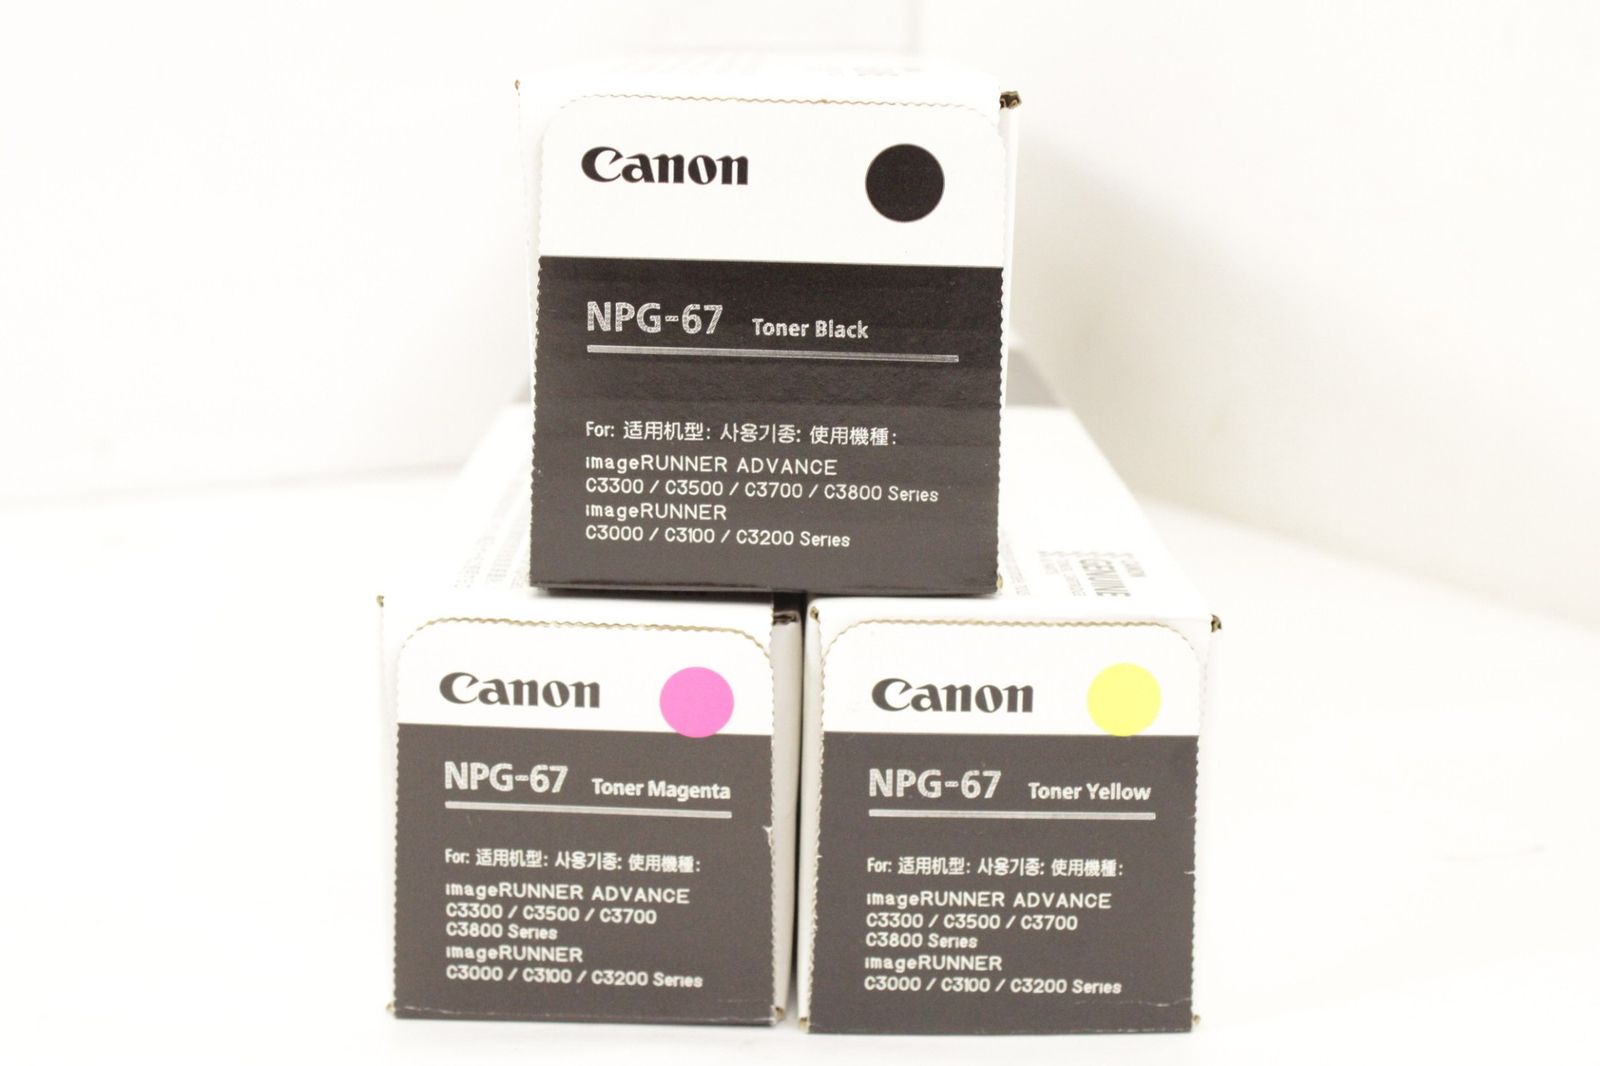 Canon
NPG-67 Toner Black
For: 适用机型: 사용기종: 使用機種:
imageRUNNER ADVANCE
C3300 / C3500 / C3700 / C3800 Series
imageRUNNER
C3000 / C3100 / C3200 Series
GENUINE
Canon
NPG-67 Toner Magenta
For: 适用机型: 사용기종: 使用機種:
imageRUNNER ADVANCE
C3300 / C3500 / C3700
C3800 Series
imageRUNNER
C3000 / C3100 / C3200 Series
Canon
NPG-67 Toner Yellow
For: 适用机型: 사용기종: 使用機種:
imageRUNNER ADVANCE
C3300 / C3500 / C3700
C3800 Series
imageRUNNER
C3000 / C3100 / C3200 Series